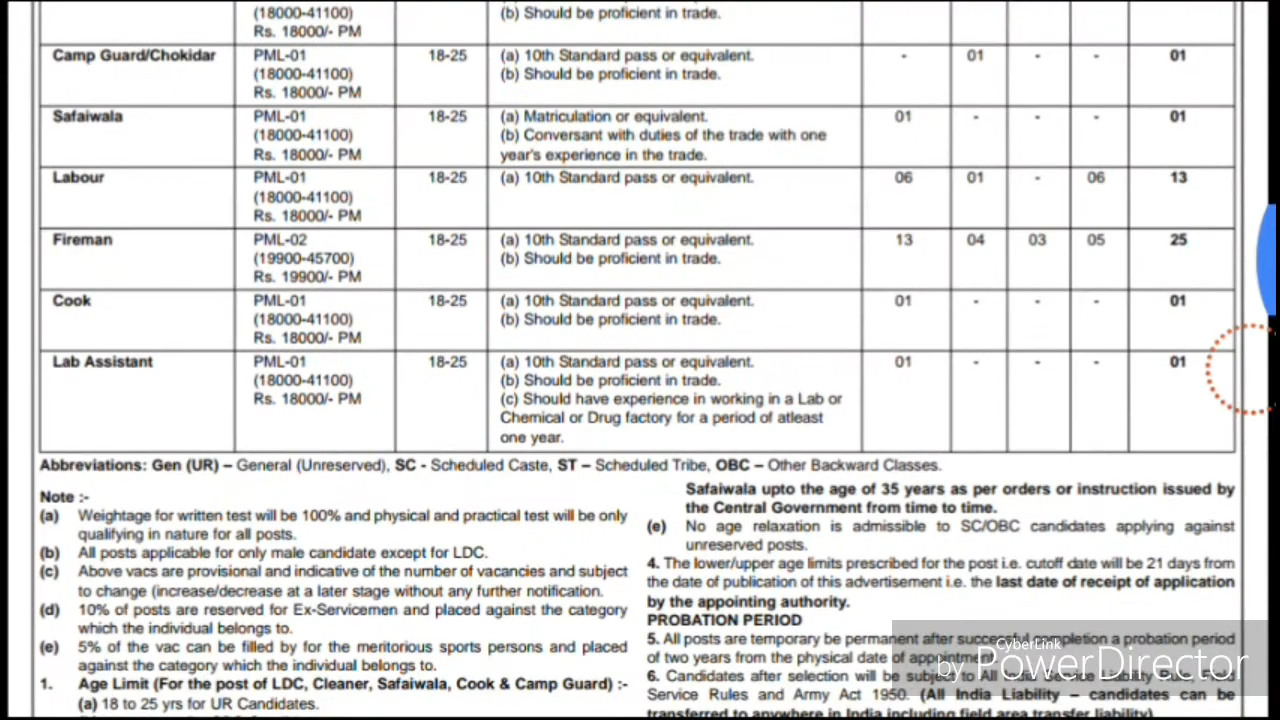 (18000-41100) (b) Should be proficient in trade.
Rs. 18000/- PM
Camp Guard/Chokidar PML-01 18-25 (a) 10th Standard pass or equivalent. - 01 - - 01
(18000-41100) (b) Should be proficient in trade.
Rs. 18000/- PM
Safaiwala PML-01 18-25 (a) Matriculation or equivalent. 01 - - - 01
(18000-41100) (b) Conversant with duties of the trade with one
Rs. 18000/- PM year's experience in the trade.
Labour PML-01 18-25 (a) 10th Standard pass or equivalent. 06 01 - 06 13
(18000-41100)
Rs. 18000/- PM
Fireman PML-02 18-25 (a) 10th Standard pass or equivalent. 13 04 03 05 25
(19900-45700) (b) Should be proficient in trade.
Rs. 19900/- PM
Cook PML-01 18-25 (a) 10th Standard pass or equivalent. 01 - - - 01
(18000-41100) (b) Should be proficient in trade.
Rs. 18000/- PM
Lab Assistant PML-01 18-25 (a) 10th Standard pass or equivalent. 01 - - - 01
(18000-41100) (b) Should be proficient in trade.
Rs. 18000/- PM (c) Should have experience in working in a Lab or
Chemical or Drug factory for a period of atleast
one year.
Abbreviations: Gen (UR) – General (Unreserved), SC - Scheduled Caste, ST – Scheduled Tribe, OBC – Other Backward Classes.
Note :-
(a) Weightage for written test will be 100% and physical and practical test will be only
qualifying in nature for all posts.
(b) All posts applicable for only male candidate except for LDC.
(c) Above vacs are provisional and indicative of the number of vacancies and subject
to change (increase/decrease at a later stage without any further notification.
(d) 10% of posts are reserved for Ex-Servicemen and placed against the category
which the individual belongs to.
(e) 5% of the vac can be filled by for the meritorious sports persons and placed
against the category which the individual belongs to.
1. Age Limit (For the post of LDC, Cleaner, Safaiwala, Cook & Camp Guard) :-
(a) 18 to 25 yrs for UR Candidates.
Safaiwala upto the age of 35 years as per orders or instruction issued by
the Central Government from time to time.
(e) No age relaxation is admissible to SC/OBC candidates applying against
unreserved posts.
4. The lower/upper age limits prescribed for the post i.e. cutoff date will be 21 days from
the date of publication of this advertisement i.e. the last date of receipt of application
by the appointing authority.
PROBATION PERIOD
5. All posts are temporary be permanent after successful completion a probation period
of two years from the physical date of appointment.
6. Candidates after selection will be subject to All India Service Liability
Service Rules and Army Act 1950. (All India Liability – candidates can be
transferred to anywhere in India including field area transfer liability)
CyberLink
by PowerDirector